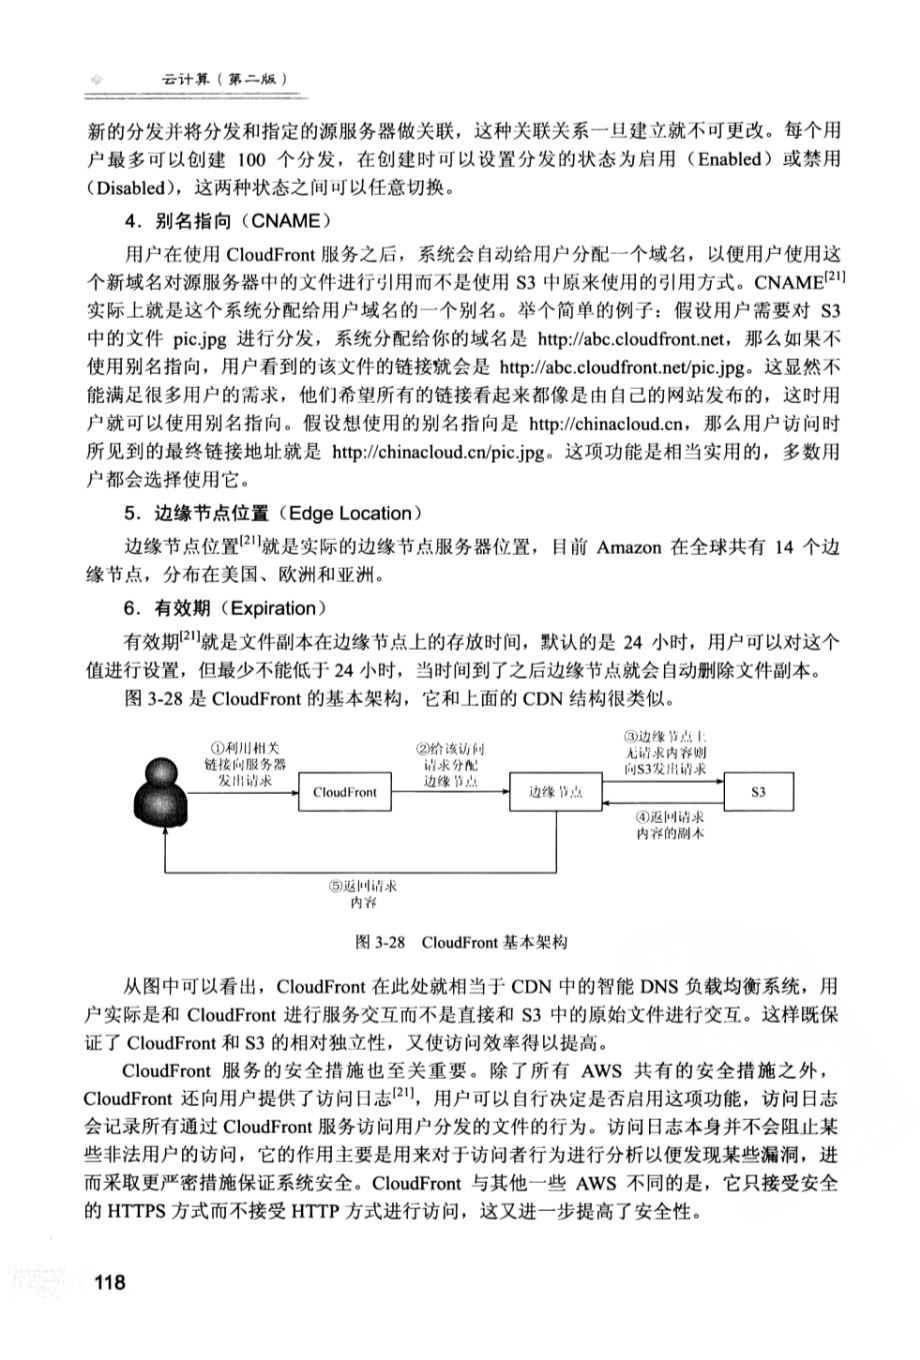 云计算（第二版）
新的分发并将分发和指定的源服务器做关联，这种关联关系一旦建立就不可更改。每个用
户最多可以创建 100 个分发，在创建时可以设置分发的状态为启用（Enabled）或禁用
（Disabled），这两种状态之间可以任意切换。
4．别名指向（CNAME）
用户在使用 CloudFront 服务之后，系统会自动给用户分配一个域名，以便用户使用这
个新域名对源服务器中的文件进行引用而不是使用 S3 中原来使用的引用方式。CNAME[21]
实际上就是这个系统分配给用户域名的一个别名。举个简单的例子：假设用户需要对 S3
中的文件 pic.jpg 进行分发，系统分配给你的域名是 http://abc.cloudfront.net，那么如果不
使用别名指向，用户看到的该文件的链接就会是 http://abc.cloudfront.net/pic.jpg。这显然不
能满足很多用户的需求，他们希望所有的链接看起来都像是由自己的网站发布的，这时用
户就可以使用别名指向。假设想使用的别名指向是 http://chinacloud.cn，那么用户访问时
所见到的最终链接地址就是 http://chinacloud.cn/pic.jpg。这项功能是相当实用的，多数用
户都会选择使用它。
5．边缘节点位置（Edge Location）
边缘节点位置[21]就是实际的边缘节点服务器位置，目前 Amazon 在全球共有 14 个边
缘节点，分布在美国、欧洲和亚洲。
6．有效期（Expiration）
有效期[21]就是文件副本在边缘节点上的存放时间，默认的是 24 小时，用户可以对这个
值进行设置，但最少不能低于 24 小时，当时间到了之后边缘节点就会自动删除文件副本。
图 3-28 是 CloudFront 的基本架构，它和上面的 CDN 结构很类似。
①利用相关
链接向服务器
发出请求
CloudFront
②给该访问
请求分配
边缘节点
边缘节点
③边缘节点上
无请求内容则
向S3发出请求
S3
④返回请求
内容的副本
⑤返回请求
内容
图 3-28 CloudFront 基本架构
从图中可以看出，CloudFront 在此处就相当于 CDN 中的智能 DNS 负载均衡系统，用
户实际是和 CloudFront 进行服务交互而不是直接和 S3 中的原始文件进行交互。这样既保
证了 CloudFront 和 S3 的相对独立性，又使访问效率得以提高。
CloudFront 服务的安全措施也至关重要。除了所有 AWS 共有的安全措施之外，
CloudFront 还向用户提供了访问日志[21]，用户可以自行决定是否启用这项功能，访问日志
会记录所有通过 CloudFront 服务访问用户分发的文件的行为。访问日志本身并不会阻止某
些非法用户的访问，它的作用主要是用来对于访问者行为进行分析以便发现某些漏洞，进
而采取更严密措施保证系统安全。CloudFront 与其他一些 AWS 不同的是，它只接受安全
的 HTTPS 方式而不接受 HTTP 方式进行访问，这又进一步提高了安全性。
118